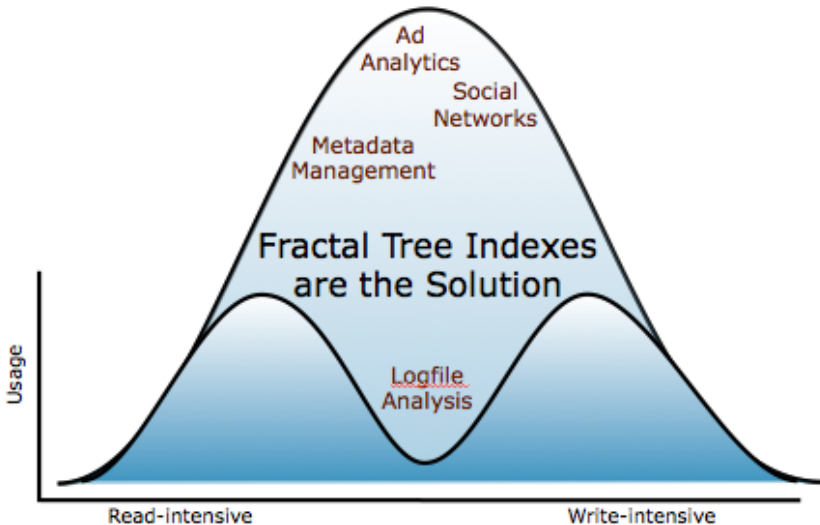 Ad
Analytics
Social
Networks
Metadata
Management
Fractal Tree Indexes
are the Solution
Logfile
Analysis
Usage
Read-intensive
Write-intensive